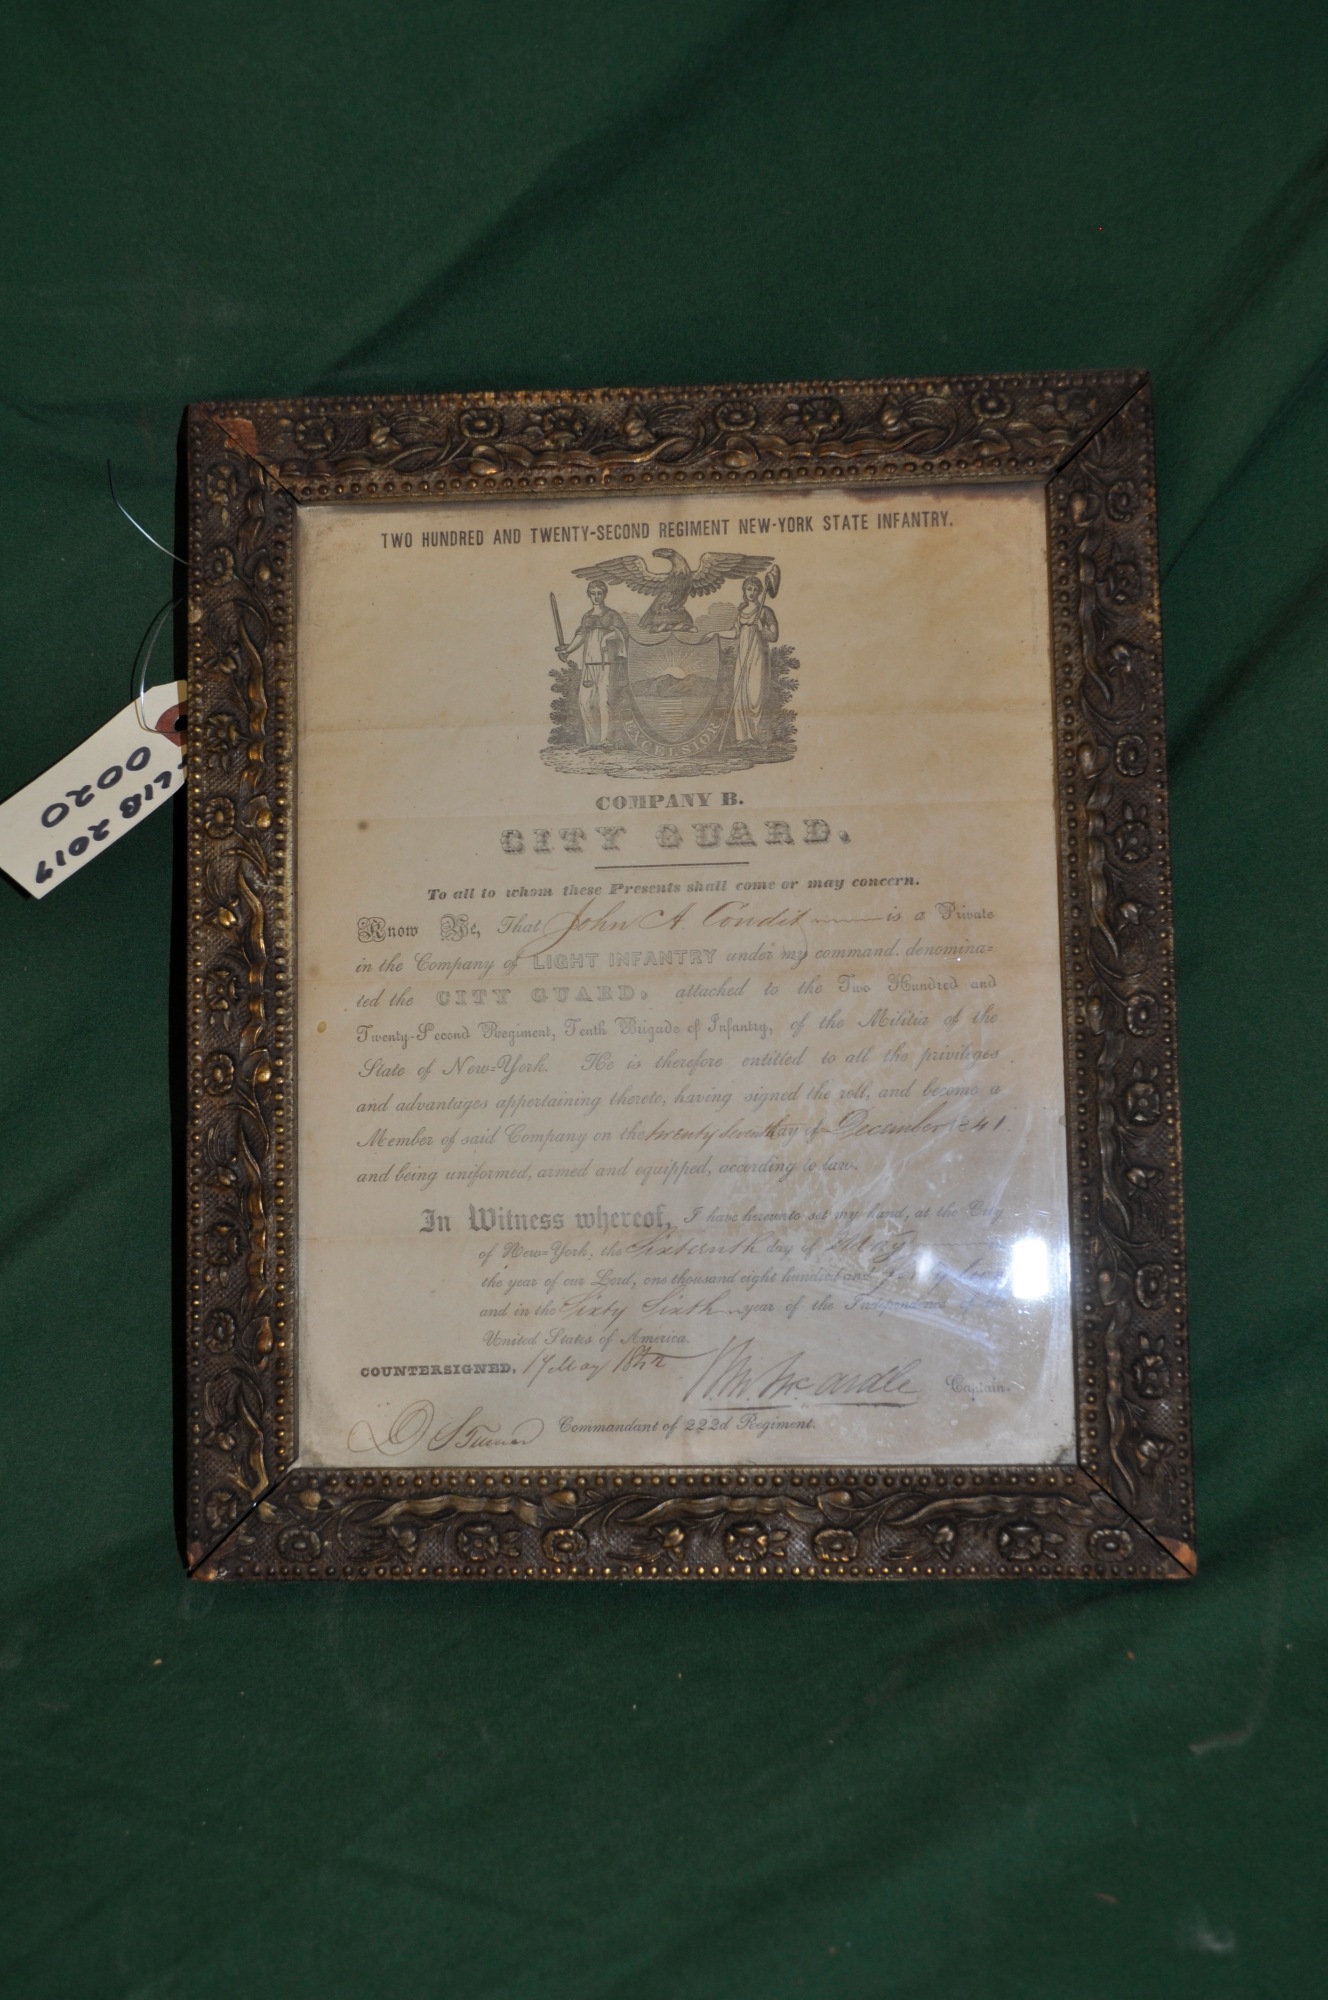 TWO HUNDRED AND TWENTY-SECOND REGIMENT NEW-YORK STATE INFANTRY.
EXCELSIOR
COMPANY B.
CITY GUARD.
To all to whom these Presents shall come or may concern.
Know Ye, That John A. Condit is a Private
in the Company of LIGHT INFANTRY under my command, denomina=
ted the CITY GUARD, attached to the Two Hundred and
Twenty-Second Regiment, Tenth Brigade of Infantry, of the Militia of the
State of New=York. He is therefore entitled to all the privileges
and advantages appertaining thereto, having signed the roll, and become a
Member of said Company on the twenty seventh day of December 1841.
and being uniformed, armed and equipped, according to law.
In Witness whereof, I have hereunto set my hand, at the City
of New=York, the Sixteenth day of May
the year of our Lord, one thousand eight hundred and forty
and in the Sixty Sixth year of the Independence of
United States of America.
COUNTERSIGNED, 17 May 1842
Wm. McArdle Captain.
Commandant of 222d Regiment.
LIB 2017
0020